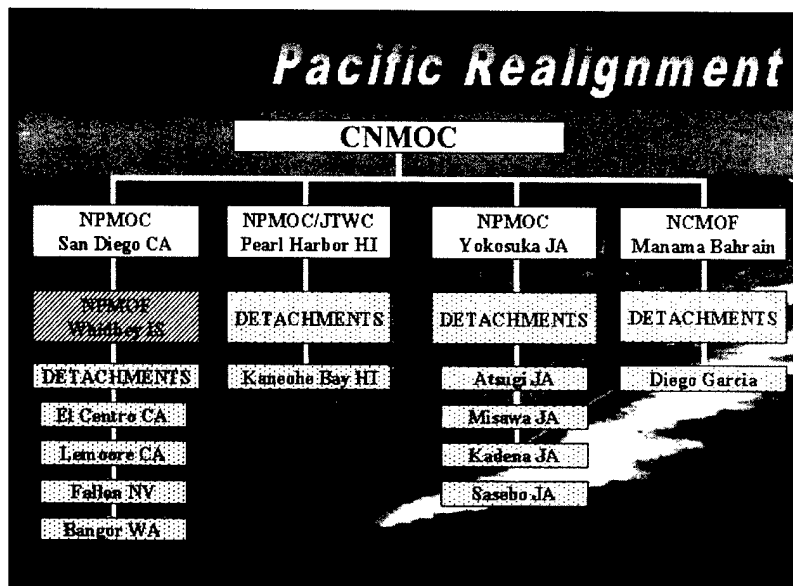 Pacific Realignment
CNMOC
NPMOC
San Diego CA
NPMOC/JTWC
Pearl Harbor HI
NPMOC
Yokosuka JA
NCMOF
Manama Bahrain
NPMOF
Whidbey IS
DETACHMENTS
El Centro CA
Lemoore CA
Fallon NV
Bangor WA
DETACHMENTS
Kaneohe Bay HI
DETACHMENTS
Atsugi JA
Misawa JA
Kadena JA
Sasebo JA
DETACHMENTS
Diego Garcia